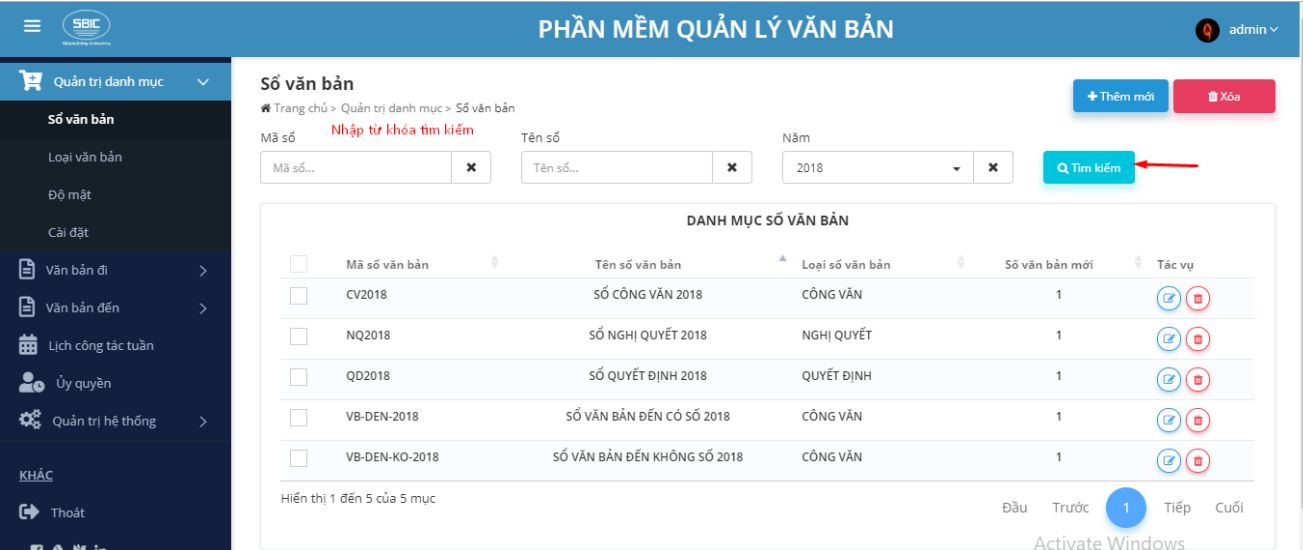 SBIC
PHẦN MỀM QUẢN LÝ VĂN BẢN
admin
Quản trị danh mục
Sổ văn bản
Loại văn bản
Độ mật
Cài đặt
Văn bản đi
Văn bản đến
Lịch công tác tuần
Ủy quyền
Quản trị hệ thống
KHÁC
Thoát
Sổ văn bản
Trang chủ > Quản trị danh mục > Sổ văn bản
+ Thêm mới
Xóa
Nhập từ khóa tìm kiếm
Mã sổ
Tên sổ
Năm
Mã sổ...
Tên sổ...
2018
Tìm kiếm
DANH MỤC SỔ VĂN BẢN
Mã sổ văn bản Tên sổ văn bản Loại sổ văn bản Số văn bản mới Tác vụ
CV2018 SỔ CÔNG VĂN 2018 CÔNG VĂN 1
NQ2018 SỔ NGHỊ QUYẾT 2018 NGHỊ QUYẾT 1
QD2018 SỔ QUYẾT ĐỊNH 2018 QUYẾT ĐỊNH 1
VB-DEN-2018 SỔ VĂN BẢN ĐẾN CÓ SỐ 2018 CÔNG VĂN 1
VB-DEN-KO-2018 SỔ VĂN BẢN ĐẾN KHÔNG SỐ 2018 CÔNG VĂN 1
Hiển thị 1 đến 5 của 5 mục
Đầu Trước 1 Tiếp Cuối
Activate Windows